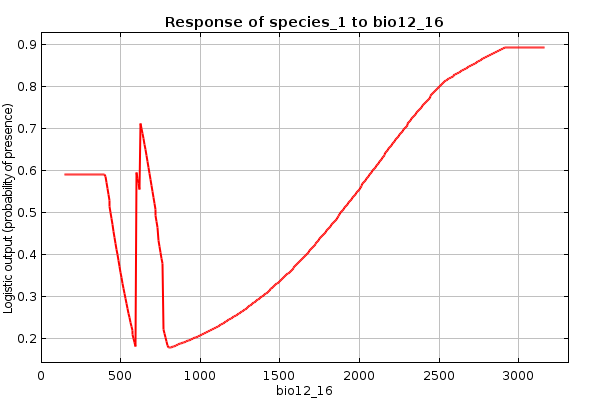 Response of species_1 to bio12_16
Logistic output (probability of presence)
0.9
0.8
0.7
0.6
0.5
0.4
0.3
0.2
0 500 1000 1500 2000 2500 3000
bio12_16